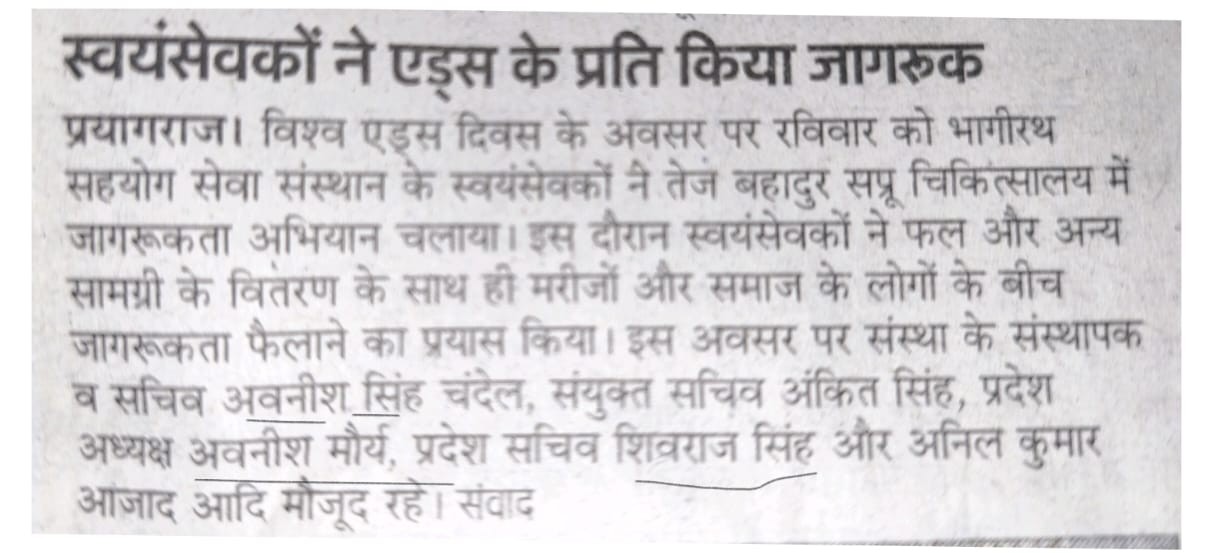 स्वयंसेवकों ने एड्स के प्रति किया जागरुक
प्रयागराज। विश्व एड्स दिवस के अवसर पर रविवार को भागीरथ
सहयोग सेवा संस्थान के स्वयंसेवकों ने तेज बहादुर सप्रू चिकित्सालय में
जागरूकता अभियान चलाया। इस दौरान स्वयंसेवकों ने फल और अन्य
सामग्री के वितरण के साथ ही मरीजों और समाज के लोगों के बीच
जागरूकता फैलाने का प्रयास किया। इस अवसर पर संस्था के संस्थापक
व सचिव अवनीश सिंह चंदेल, संयुक्त सचिव अंकित सिंह, प्रदेश
अध्यक्ष अवनीश मौर्य, प्रदेश सचिव शिवराज सिंह और अनिल कुमार
आजाद आदि मौजूद रहे। संवाद